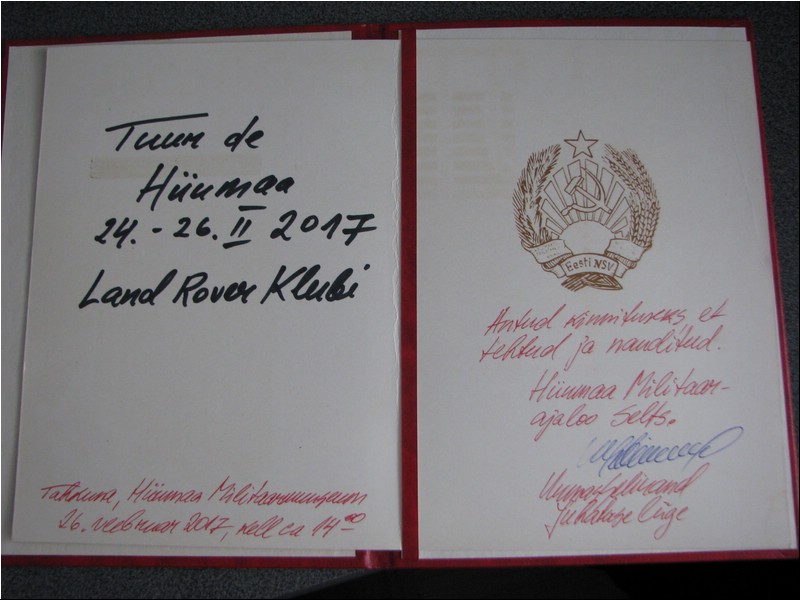 Tuur de
Hiiumaa
24.-26.II 2017
Land Rover Klubi
Tahkuna, Hiiumaa Militaarmuuseum
26. veebruar 2017, kell ca 14 00
Eesti NSV
Antud kinnituseks, et
tehtud ja nauditud.
Hiiumaa Militaar-
ajaloo Selts.
juhatuse liige